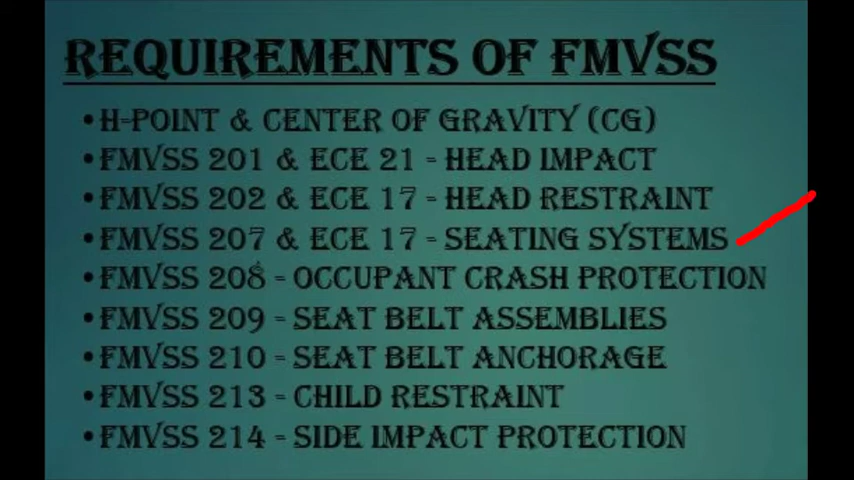 REQUIREMENTS OF FMVSS
• H-POINT & CENTER OF GRAVITY (CG)
• FMVSS 201 & ECE 21 - HEAD IMPACT
• FMVSS 202 & ECE 17 - HEAD RESTRAINT
• FMVSS 207 & ECE 17 - SEATING SYSTEMS
• FMVSS 208 - OCCUPANT CRASH PROTECTION
• FMVSS 209 - SEAT BELT ASSEMBLIES
• FMVSS 210 - SEAT BELT ANCHORAGE
• FMVSS 213 - CHILD RESTRAINT
• FMVSS 214 - SIDE IMPACT PROTECTION